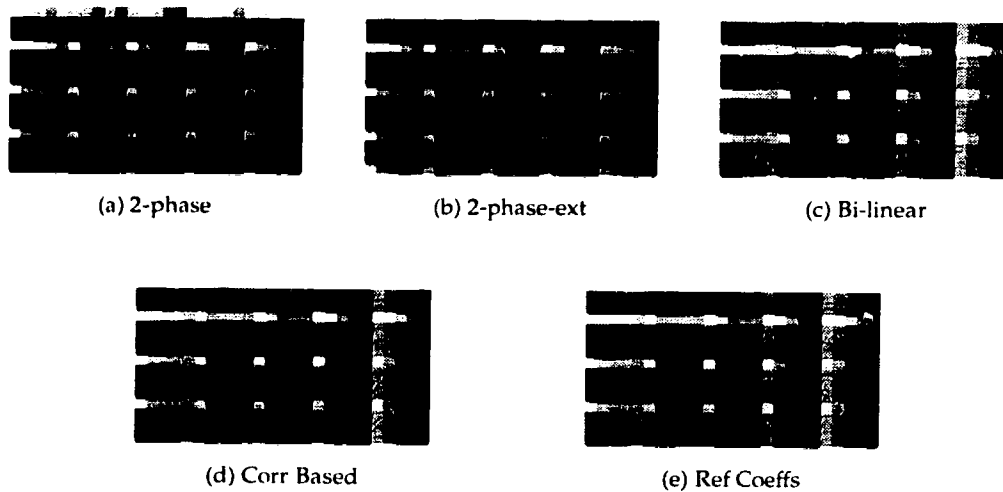 (a) 2-phase
(b) 2-phase-ext
(c) Bi-linear
(d) Corr Based
(e) Ref Coeffs